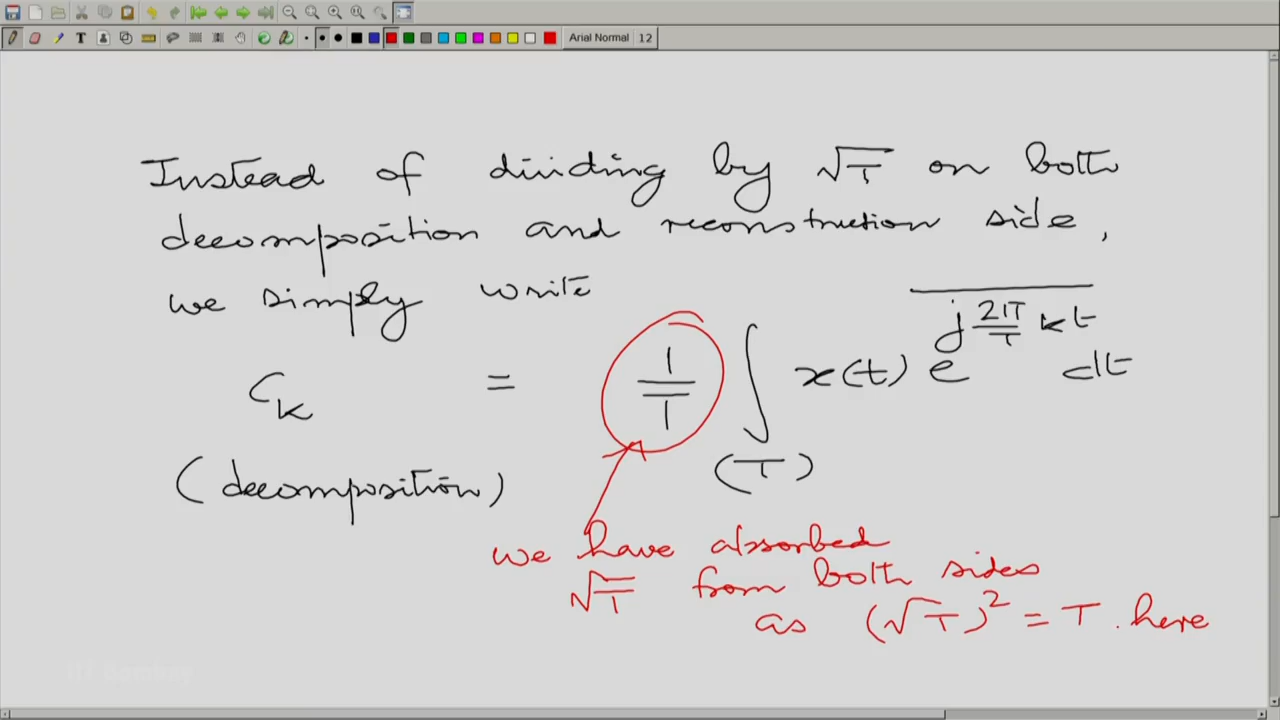 Arial Normal 12
Instead of dividing by √T on both
decomposition and reconstruction side,
we simply write
C_k = 1/T ∫_(T) x(t) \overline{e^{j 2π/T kt}} dt
(decomposition)
we have absorbed
√T from both sides
as (√T)² = T. here